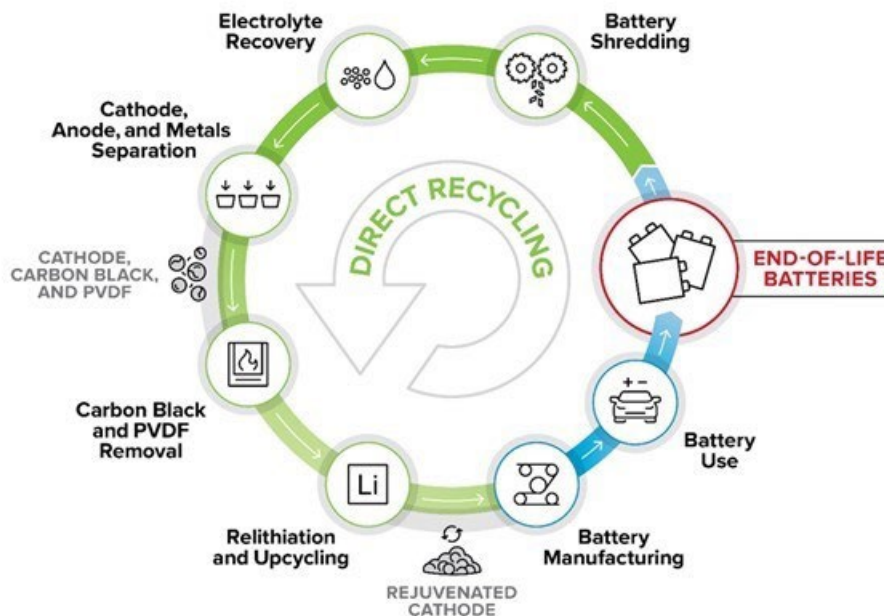 Electrolyte
Recovery
Battery
Shredding
Cathode,
Anode, and Metals
Separation
DIRECT RECYCLING
CATHODE,
CARBON BLACK,
AND PVDF
END-OF-LIFE
BATTERIES
Carbon Black
and PVDF
Removal
+ -
Battery
Use
Li
Relithiation
and Upcycling
Battery
Manufacturing
REJUVENATED
CATHODE